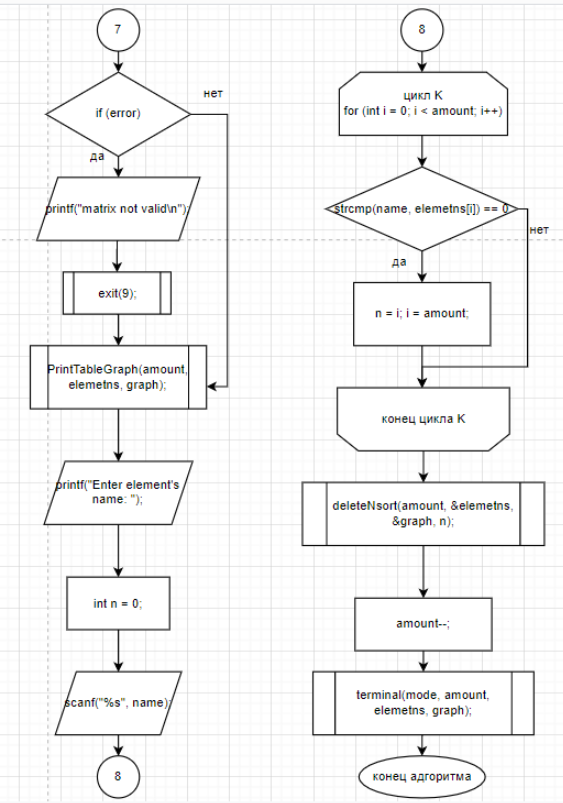 7
if (error)
нет
да
printf("matrix not valid\n");
exit(9);
PrintTableGraph(amount,
elemetns, graph);
printf("Enter element's
name: ");
int n = 0;
scanf("%s", name);
8
8
цикл K
for (int i = 0; i < amount; i++)
strcmp(name, elemetns[i]) == 0
нет
да
n = i; i = amount;
конец цикла K
deleteNsort(amount, &elemetns,
&graph, n);
amount--;
terminal(mode, amount,
elemetns, graph);
конец адгоритма